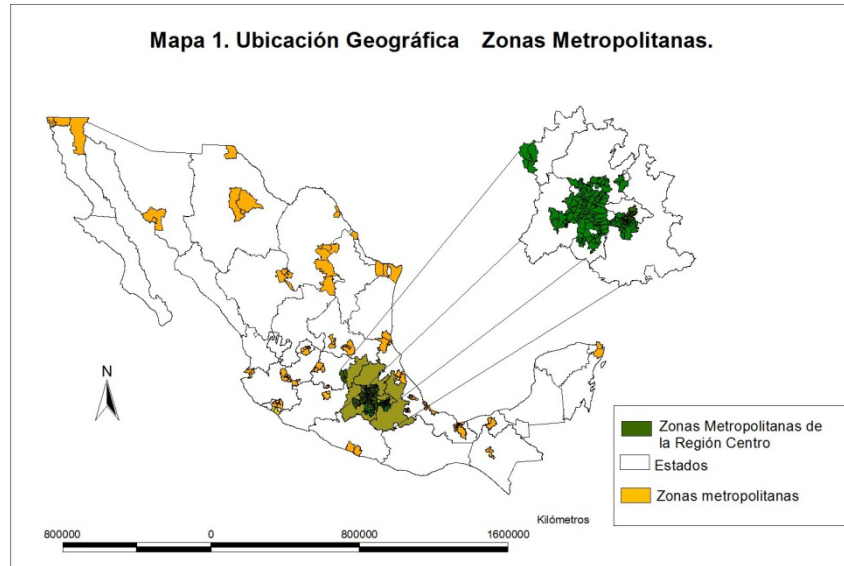 Mapa 1. Ubicación Geográfica Zonas Metropolitanas.
N
Zonas Metropolitanas de
la Región Centro
Estados
Zonas metropolitanas
Kilómetros
800000 0 800000 1600000